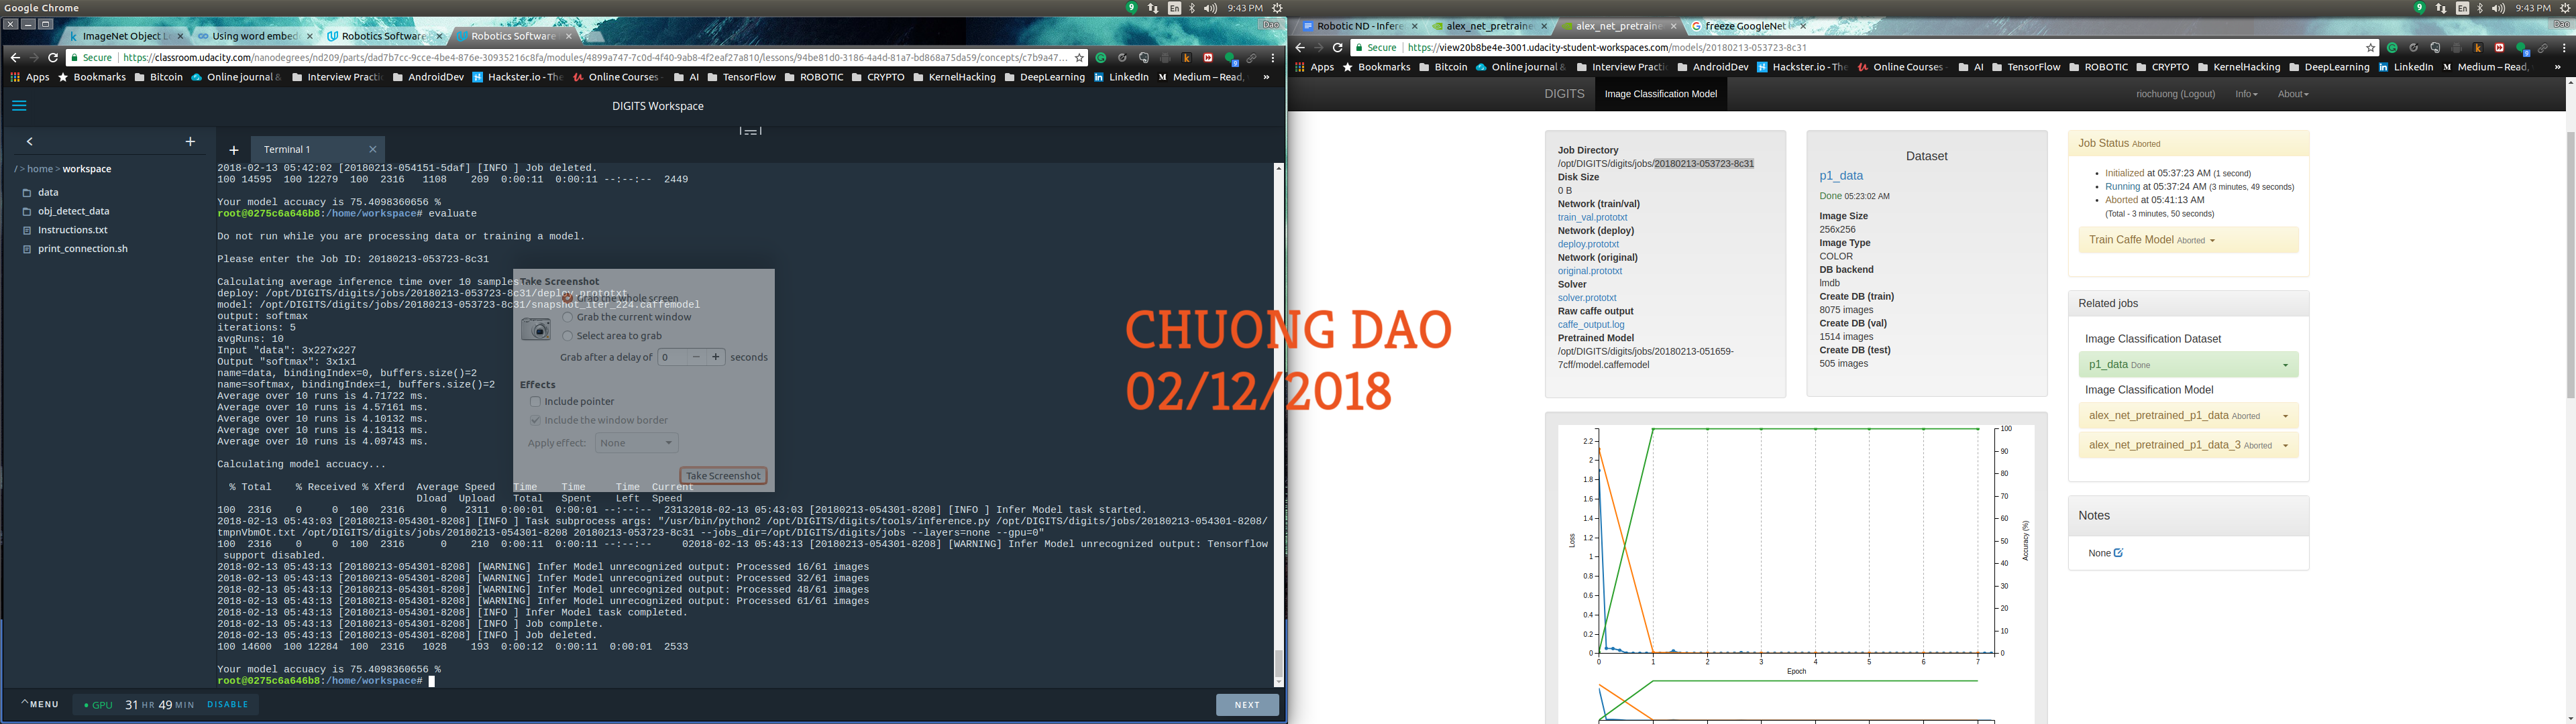 Google Chrome
9 En 9:43 PM
Dao
ImageNet Object L
Using word embed
Robotics Software
Robotics Software
Secure https://classroom.udacity.com/nanodegrees/nd209/parts/dad7b7cc-9cce-4be4-876e-30935216c8fa/modules/4899a747-7c0d-4f40-9ab8-4f2eaf27a810/lessons/94be81d0-3186-4a4d-81a7-bd868a75da59/concepts/c7b9a47...
Apps Bookmarks Bitcoin Online journal & Interview Practi AndroidDev Hackster.io - The Online Courses - AI TensorFlow ROBOTIC CRYPTO KernelHacking DeepLearning LinkedIn Medium – Read, »
DIGITS Workspace
/ > home > workspace
data
obj_detect_data
Instructions.txt
print_connection.sh
Terminal 1
2018-02-13 05:42:02 [20180213-054151-5daf] [INFO ] Job deleted.
100 14595 100 12279 100 2316 1108 209 0:00:11 0:00:11 --:--:-- 2449
Your model accuacy is 75.4098360656 %
root@0275c6a646b8:/home/workspace# evaluate
Do not run while you are processing data or training a model.
Please enter the Job ID: 20180213-053723-8c31
Calculating average inference time over 10 samples
deploy: /opt/DIGITS/digits/jobs/20180213-053723-8c31/deploy.prototxt
model: /opt/DIGITS/digits/jobs/20180213-053723-8c31/snapshot_iter_224.caffemodel
output: softmax
iterations: 5
avgRuns: 10
Input "data": 3x227x227
Output "softmax": 3x1x1
name=data, bindingIndex=0, buffers.size()=2
name=softmax, bindingIndex=1, buffers.size()=2
Average over 10 runs is 4.71722 ms.
Average over 10 runs is 4.57161 ms.
Average over 10 runs is 4.10132 ms.
Average over 10 runs is 4.13413 ms.
Average over 10 runs is 4.09743 ms.
Calculating model accuacy...
% Total % Received % Xferd Average Speed Time Time Time Current
Dload Upload Total Spent Left Speed
100 2316 0 0 100 2316 0 2311 0:00:01 0:00:01 --:--:-- 23132018-02-13 05:43:03 [20180213-054301-8208] [INFO ] Infer Model task started.
2018-02-13 05:43:03 [20180213-054301-8208] [INFO ] Task subprocess args: "/usr/bin/python2 /opt/DIGITS/digits/tools/inference.py /opt/DIGITS/digits/jobs/20180213-054301-8208/
tmpnVbmOt.txt /opt/DIGITS/digits/jobs/20180213-054301-8208 20180213-053723-8c31 --jobs_dir=/opt/DIGITS/digits/jobs --layers=none --gpu=0"
100 2316 0 0 100 2316 0 210 0:00:11 0:00:11 --:--:-- 02018-02-13 05:43:13 [20180213-054301-8208] [WARNING] Infer Model unrecognized output: Tensorflow
support disabled.
2018-02-13 05:43:13 [20180213-054301-8208] [WARNING] Infer Model unrecognized output: Processed 16/61 images
2018-02-13 05:43:13 [20180213-054301-8208] [WARNING] Infer Model unrecognized output: Processed 32/61 images
2018-02-13 05:43:13 [20180213-054301-8208] [WARNING] Infer Model unrecognized output: Processed 48/61 images
2018-02-13 05:43:13 [20180213-054301-8208] [WARNING] Infer Model unrecognized output: Processed 61/61 images
2018-02-13 05:43:13 [20180213-054301-8208] [INFO ] Infer Model task completed.
2018-02-13 05:43:13 [20180213-054301-8208] [INFO ] Job complete.
2018-02-13 05:43:13 [20180213-054301-8208] [INFO ] Job deleted.
100 14600 100 12284 100 2316 1028 193 0:00:12 0:00:11 0:00:01 2533
Your model accuacy is 75.4098360656 %
root@0275c6a646b8:/home/workspace#
Take Screenshot
Grab the whole screen
Grab the current window
Select area to grab
Grab after a delay of 0 − + seconds
Effects
Include pointer
Include the window border
Apply effect: None
Take Screenshot
MENU GPU 31 HR 49 MIN DISABLE
NEXT
CHUONG DAO
02/12/2018
9 En 9:43 PM
Dao
Robotic ND - Infere
alex_net_pretraine
alex_net_pretraine
freeze GoogleNet
Secure https://view20b8be4e-3001.udacity-student-workspaces.com/models/20180213-053723-8c31
Apps Bookmarks Bitcoin Online journal & Interview Practi AndroidDev Hackster.io - The Online Courses - AI TensorFlow ROBOTIC CRYPTO KernelHacking DeepLearning LinkedIn Medium – Read, »
DIGITS Image Classification Model
riochuong (Logout) Info About
Job Directory
/opt/DIGITS/digits/jobs/20180213-053723-8c31
Disk Size
0 B
Network (train/val)
train_val.prototxt
Network (deploy)
deploy.prototxt
Network (original)
original.prototxt
Solver
solver.prototxt
Raw caffe output
caffe_output.log
Pretrained Model
/opt/DIGITS/digits/jobs/20180213-051659-
7cff/model.caffemodel
Dataset
p1_data
Done 05:23:02 AM
Image Size
256x256
Image Type
COLOR
DB backend
lmdb
Create DB (train)
8075 images
Create DB (val)
1514 images
Create DB (test)
505 images
Job Status Aborted
Initialized at 05:37:23 AM (1 second)
Running at 05:37:24 AM (3 minutes, 49 seconds)
Aborted at 05:41:13 AM
(Total - 3 minutes, 50 seconds)
Train Caffe Model Aborted
Related jobs
Image Classification Dataset
p1_data Done
Image Classification Model
alex_net_pretrained_p1_data Aborted
alex_net_pretrained_p1_data_3 Aborted
Notes
None
2.2
2
1.8
1.6
1.4
1.2
1
0.8
0.6
0.4
0.2
0
Loss
100
90
80
70
60
50
40
30
20
10
0
Accuracy (%)
0 1 2 3 4 5 6 7
Epoch